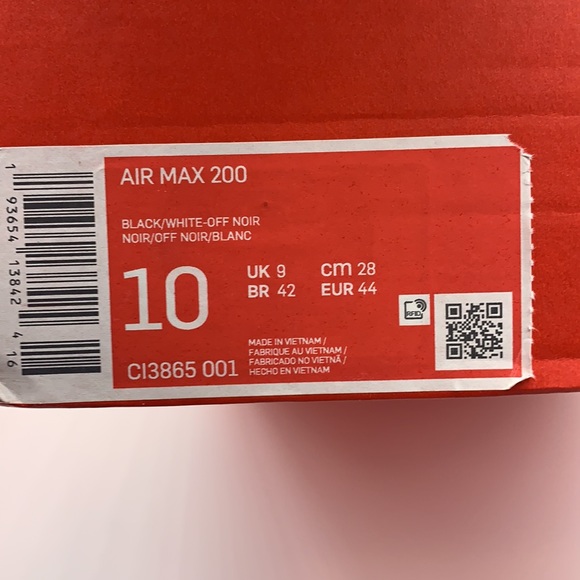 AIR MAX 200
BLACK/WHITE-OFF NOIR
NOIR/OFF NOIR/BLANC
10
UK 9 cm 28
BR 42 EUR 44
RFID
CI3865 001
MADE IN VIETNAM /
FABRIQUE AU VIETNAM /
FABRICADO NO VIETNÃ /
HECHO EN VIETNAM
1 93654 13842 4 16